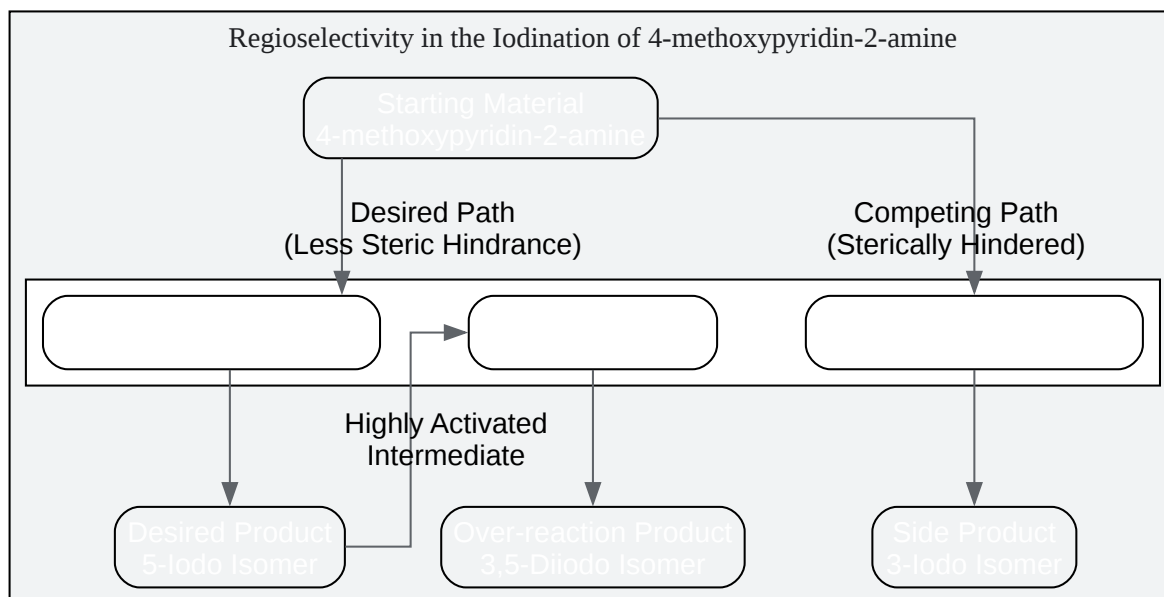 Regioselectivity in the Iodination of 4-methoxypyridin-2-amine
Starting Material
4-methoxypyridin-2-amine
Desired Path
(Less Steric Hindrance)
Competing Path
(Sterically Hindered)
Highly Activated
Intermediate
Desired Product
5-Iodo Isomer
Over-reaction Product
3,5-Diiodo Isomer
Side Product
3-Iodo Isomer